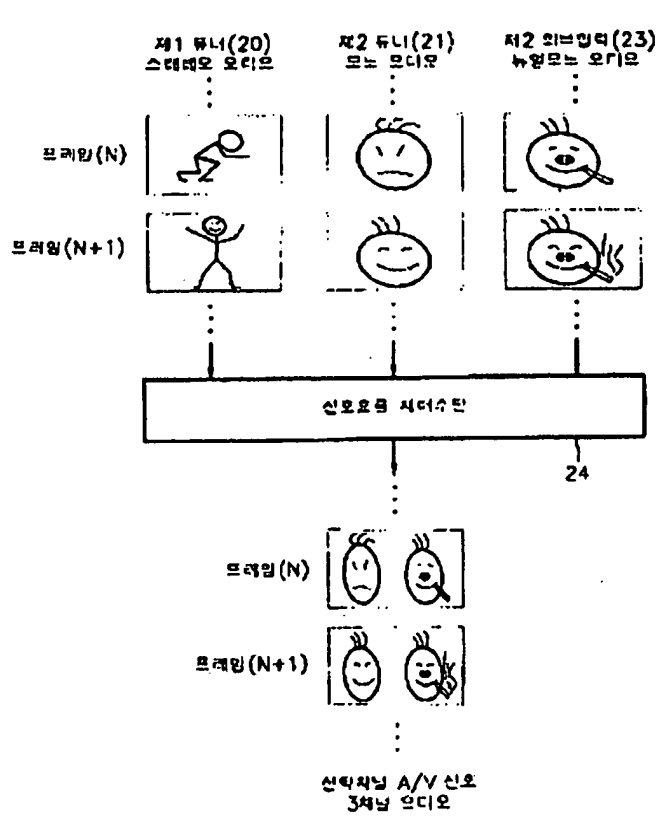 제1 튜너(20)
스테레오 오디오
제2 튜너(21)
모노 오디오
제2 외부입력(23)
듀얼모노 오디오
프레임(N)
프레임(N+1)
신호흐름 제어수단
24
프레임(N)
프레임(N+1)
선택채널 A/V 신호
3채널 오디오